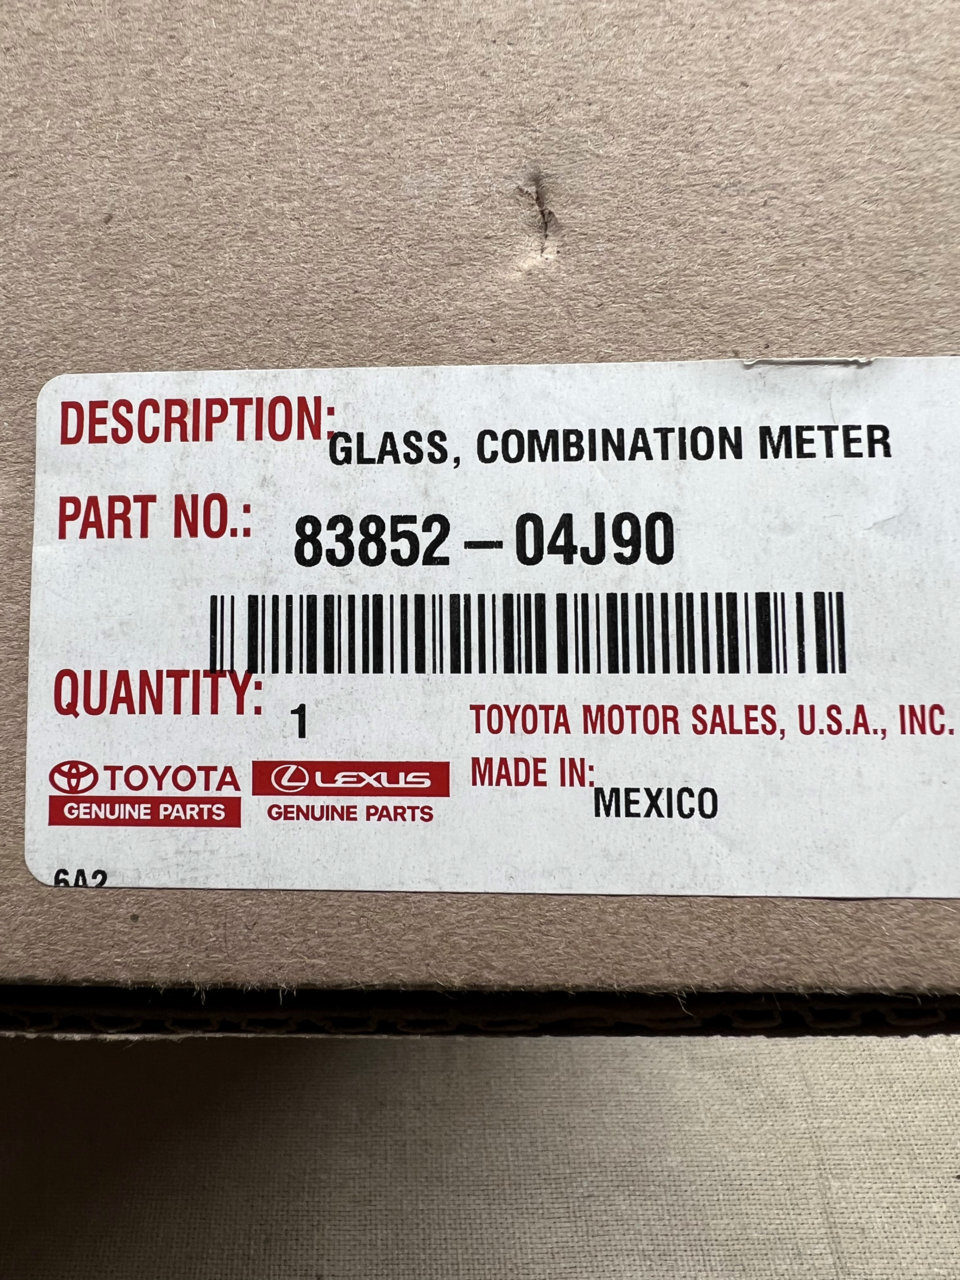 DESCRIPTION: GLASS, COMBINATION METER
PART NO.: 83852-04J90
QUANTITY: 1
TOYOTA MOTOR SALES, U.S.A., INC.
TOYOTA
GENUINE PARTS
LEXUS
GENUINE PARTS
MADE IN: MEXICO
6A2